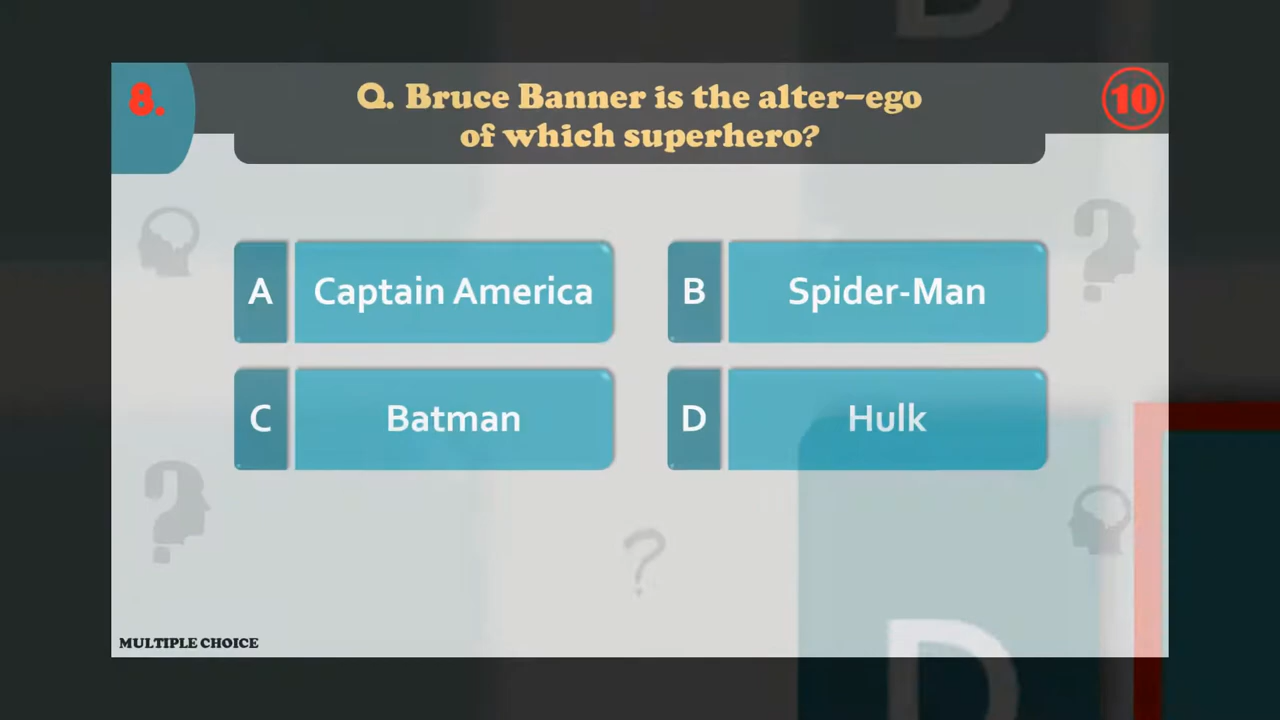 D
8.
Q. Bruce Banner is the alter-ego
of which superhero?
10
A Captain America
B Spider-Man
C Batman
D Hulk
?
D
MULTIPLE CHOICE